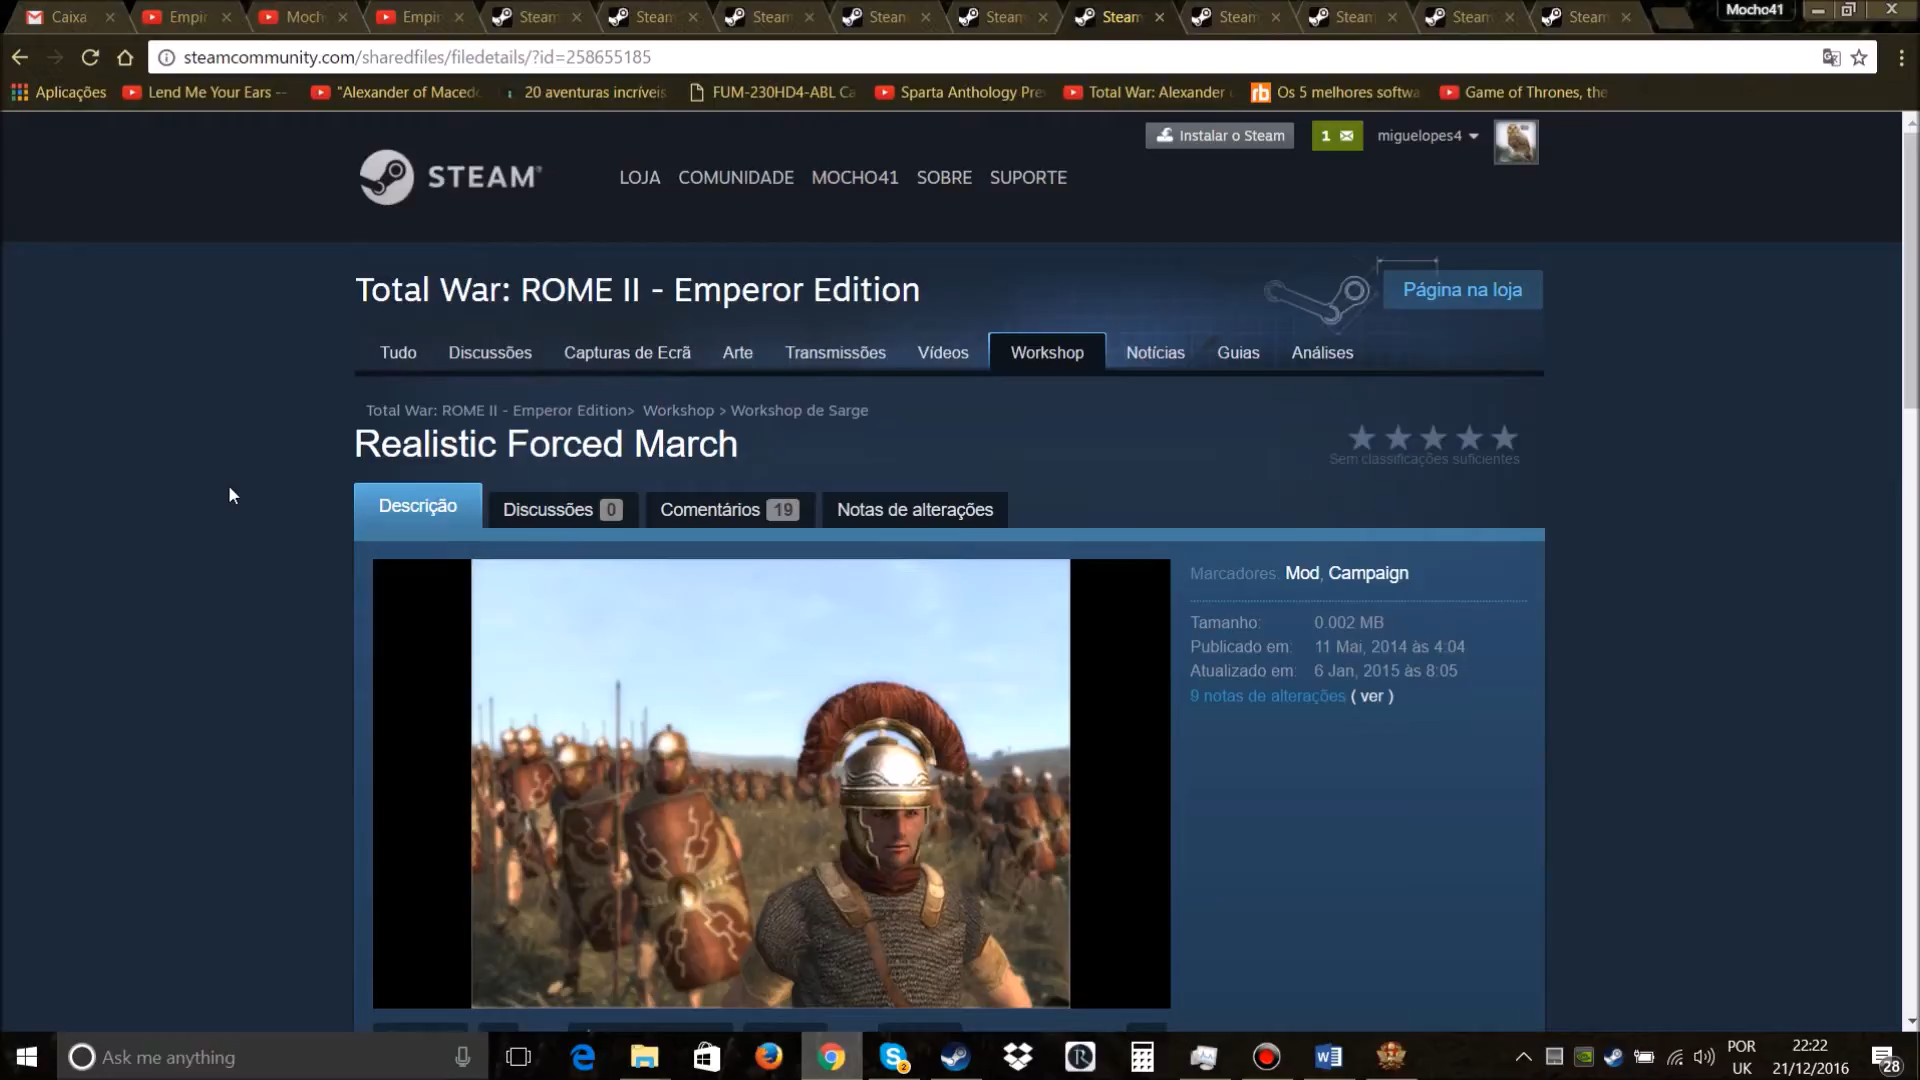 Caixa
Empir
Moch
Empir
Steam
Steam
Steam
Steam
Steam
Steam
Steam
Steam
Steam
Steam
Mocho41
steamcommunity.com/sharedfiles/filedetails/?id=258655185
Aplicações
Lend Me Your Ears --
"Alexander of Macedo
20 aventuras incríveis
FUM-230HD4-ABL Ca
Sparta Anthology Pre
Total War: Alexander
Os 5 melhores softwa
Game of Thrones, the
Instalar o Steam
1
miguelopes4
STEAM
LOJA COMUNIDADE MOCHO41 SOBRE SUPORTE
Total War: ROME II - Emperor Edition
Página na loja
Tudo Discussões Capturas de Ecrã Arte Transmissões Vídeos Workshop Notícias Guias Análises
Total War: ROME II - Emperor Edition> Workshop > Workshop de Sarge
Realistic Forced March
Sem classificações suficientes
Descrição Discussões 0 Comentários 19 Notas de alterações
Marcadores: Mod, Campaign
Tamanho: 0.002 MB
Publicado em: 11 Mai, 2014 às 4:04
Atualizado em: 6 Jan, 2015 às 8:05
9 notas de alterações ( ver )
Ask me anything
2
POR
UK
22:22
21/12/2016
28